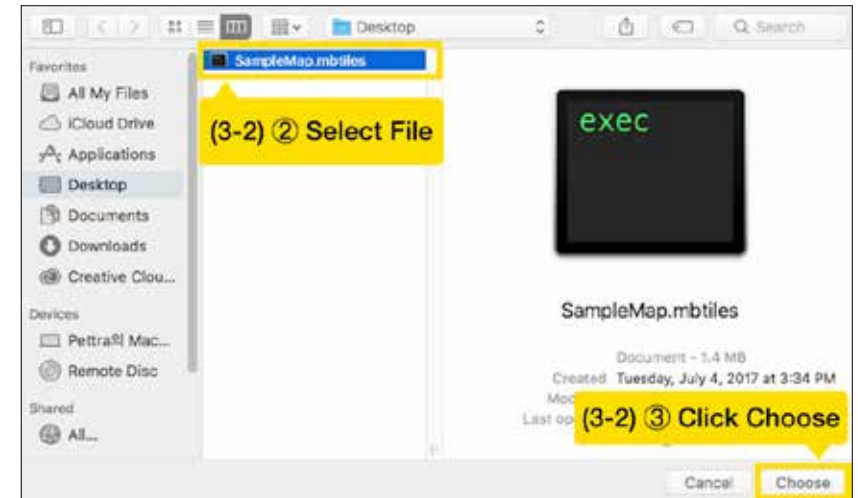 Desktop
Search
Favorites
All My Files
iCloud Drive
Applications
Desktop
Documents
Downloads
Creative Clou...
Devices
Pettra의 Mac...
Remote Disc
Shared
All...
SampleMap.mbtiles
(3-2) ② Select File
exec
SampleMap.mbtiles
Document - 1.4 MB
Created Tuesday, July 4, 2017 at 3:34 PM
Last
(3-2) ③ Click Choose
Cancel
Choose